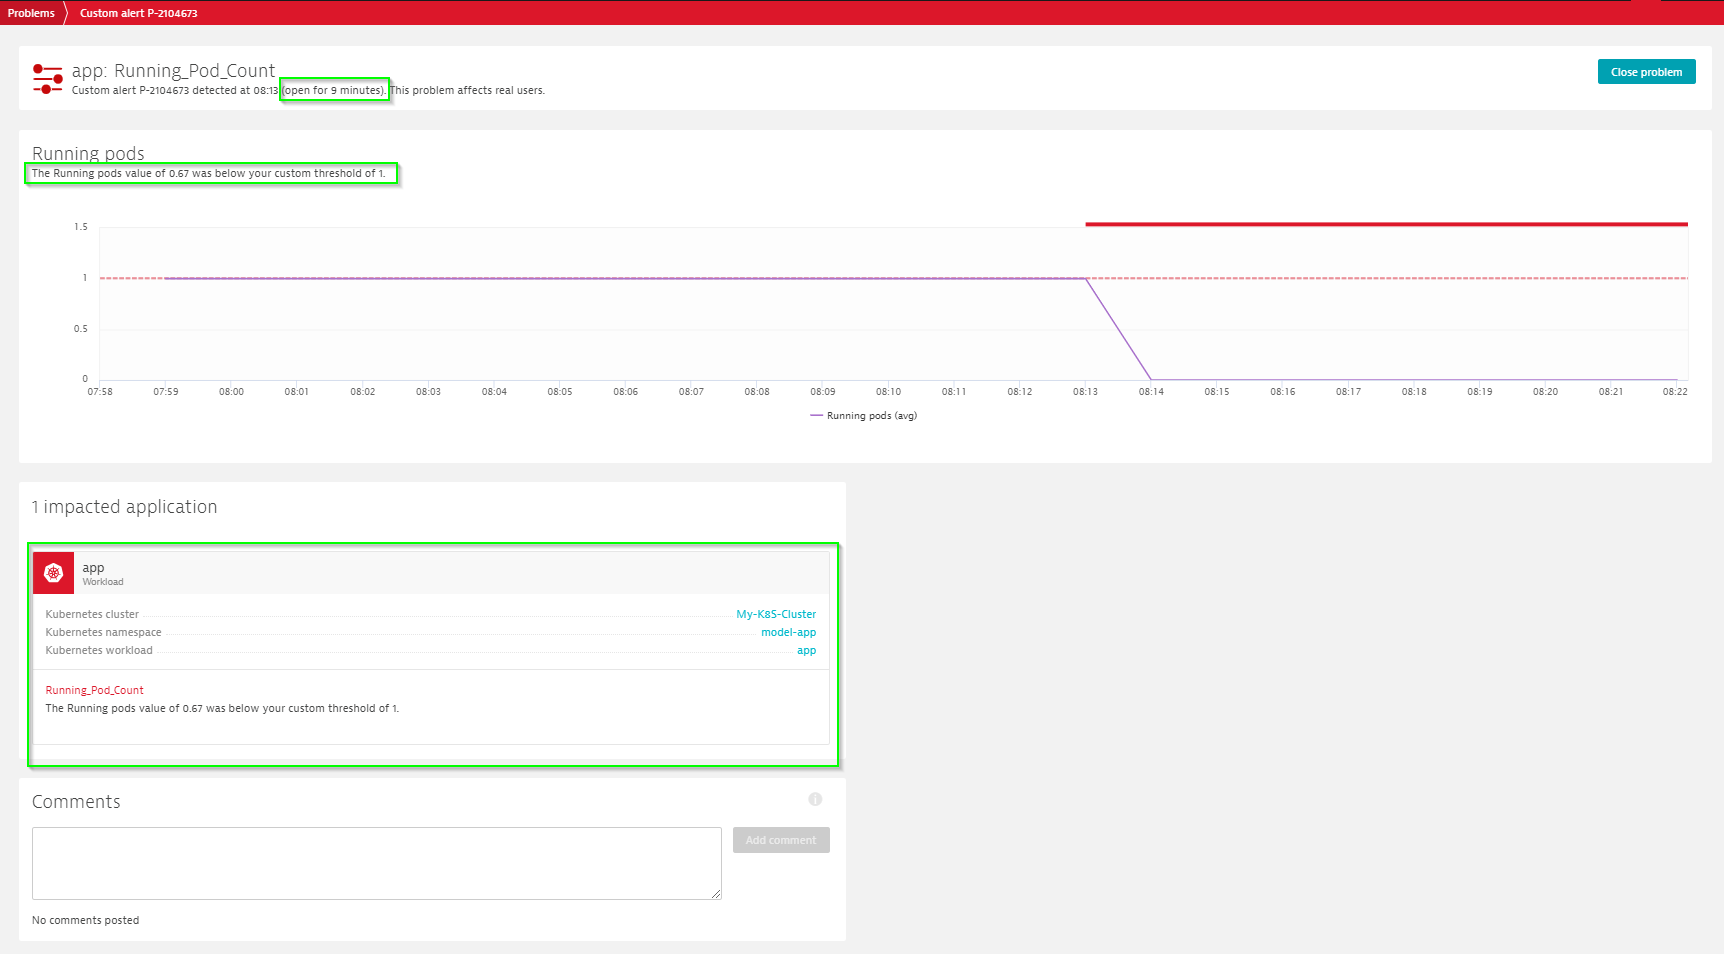 Problems
Custom alert P-2104673
app: Running_Pod_Count
Custom alert P-2104673 detected at 08:13 (open for 9 minutes). This problem affects real users.
Close problem
Running pods
The Running pods value of 0.67 was below your custom threshold of 1.
1.5
1
0.5
0
07:58 07:59 08:00 08:01 08:02 08:03 08:04 08:05 08:06 08:07 08:08 08:09 08:10 08:11 08:12 08:13 08:14 08:15 08:16 08:17 08:18 08:19 08:20 08:21 08:22
Running pods (avg)
1 impacted application
app
Workload
Kubernetes cluster My-K8S-Cluster
Kubernetes namespace model-app
Kubernetes workload app
Running_Pod_Count
The Running pods value of 0.67 was below your custom threshold of 1.
Comments
Add comment
No comments posted